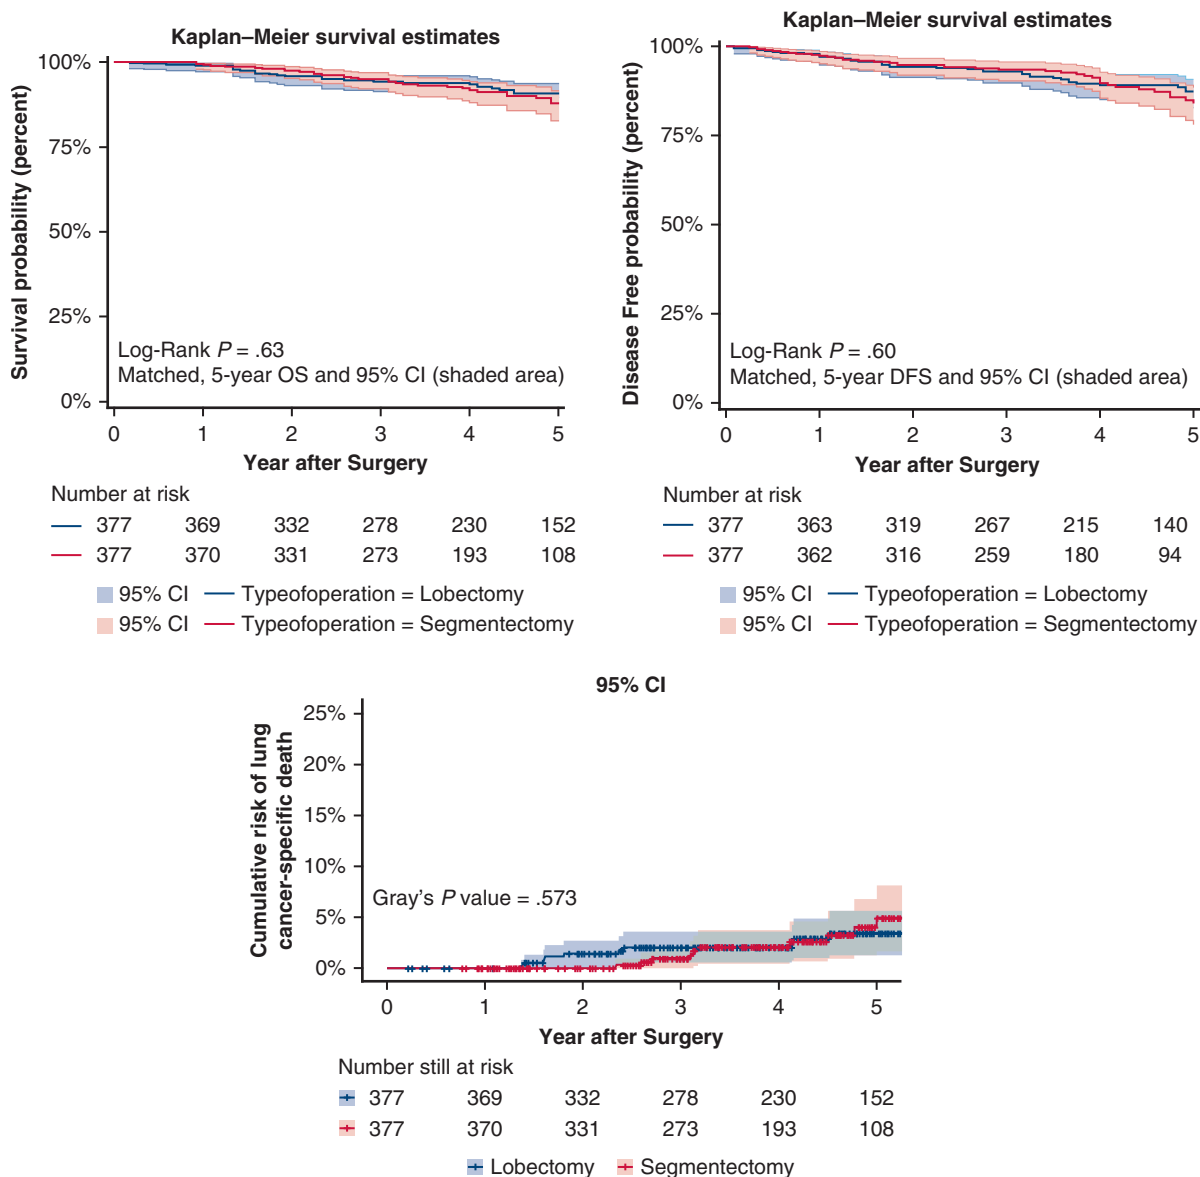 Kaplan–Meier survival estimates
Survival probability (percent)
100%
75%
50%
25%
0%
Log-Rank P = .63
Matched, 5-year OS and 95% CI (shaded area)
0 1 2 3 4 5
Year after Surgery
Number at risk
377 369 332 278 230 152
377 370 331 273 193 108
95% CI Typeofoperation = Lobectomy
95% CI Typeofoperation = Segmentectomy
Kaplan–Meier survival estimates
Disease Free probability (percent)
100%
75%
50%
25%
0%
Log-Rank P = .60
Matched, 5-year DFS and 95% CI (shaded area)
0 1 2 3 4 5
Year after Surgery
Number at risk
377 363 319 267 215 140
377 362 316 259 180 94
95% CI Typeofoperation = Lobectomy
95% CI Typeofoperation = Segmentectomy
95% CI
Cumulative risk of lung
cancer-specific death
25%
20%
15%
10%
5%
0%
Gray's P value = .573
0 1 2 3 4 5
Year after Surgery
Number still at risk
377 369 332 278 230 152
377 370 331 273 193 108
Lobectomy Segmentectomy